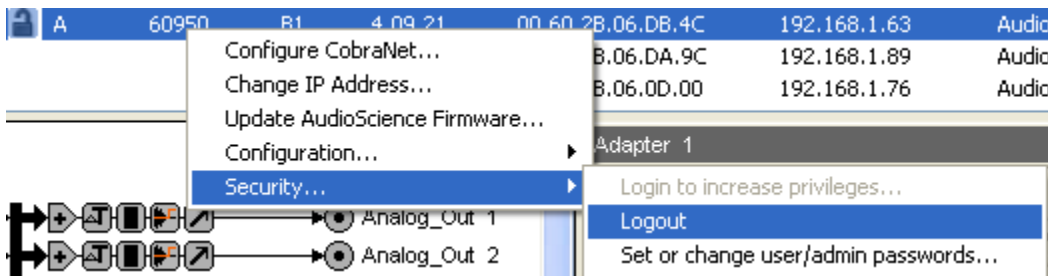 A 60950 B1 4.09.21 00.60.2B.06.DB.4C 192.168.1.63 Audio
B.06.DA.9C 192.168.1.89 Audio
B.06.0D.00 192.168.1.76 Audio
Configure CobraNet...
Change IP Address...
Update AudioScience Firmware...
Configuration...
Security...
Adapter 1
Login to increase privileges...
Logout
Set or change user/admin passwords...
Analog_Out 1
Analog_Out 2